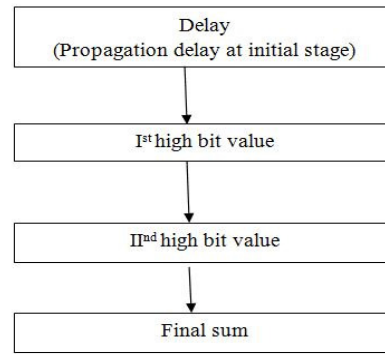 Delay
(Propagation delay at initial stage)
Iˢᵗ high bit value
IIⁿᵈ high bit value
Final sum